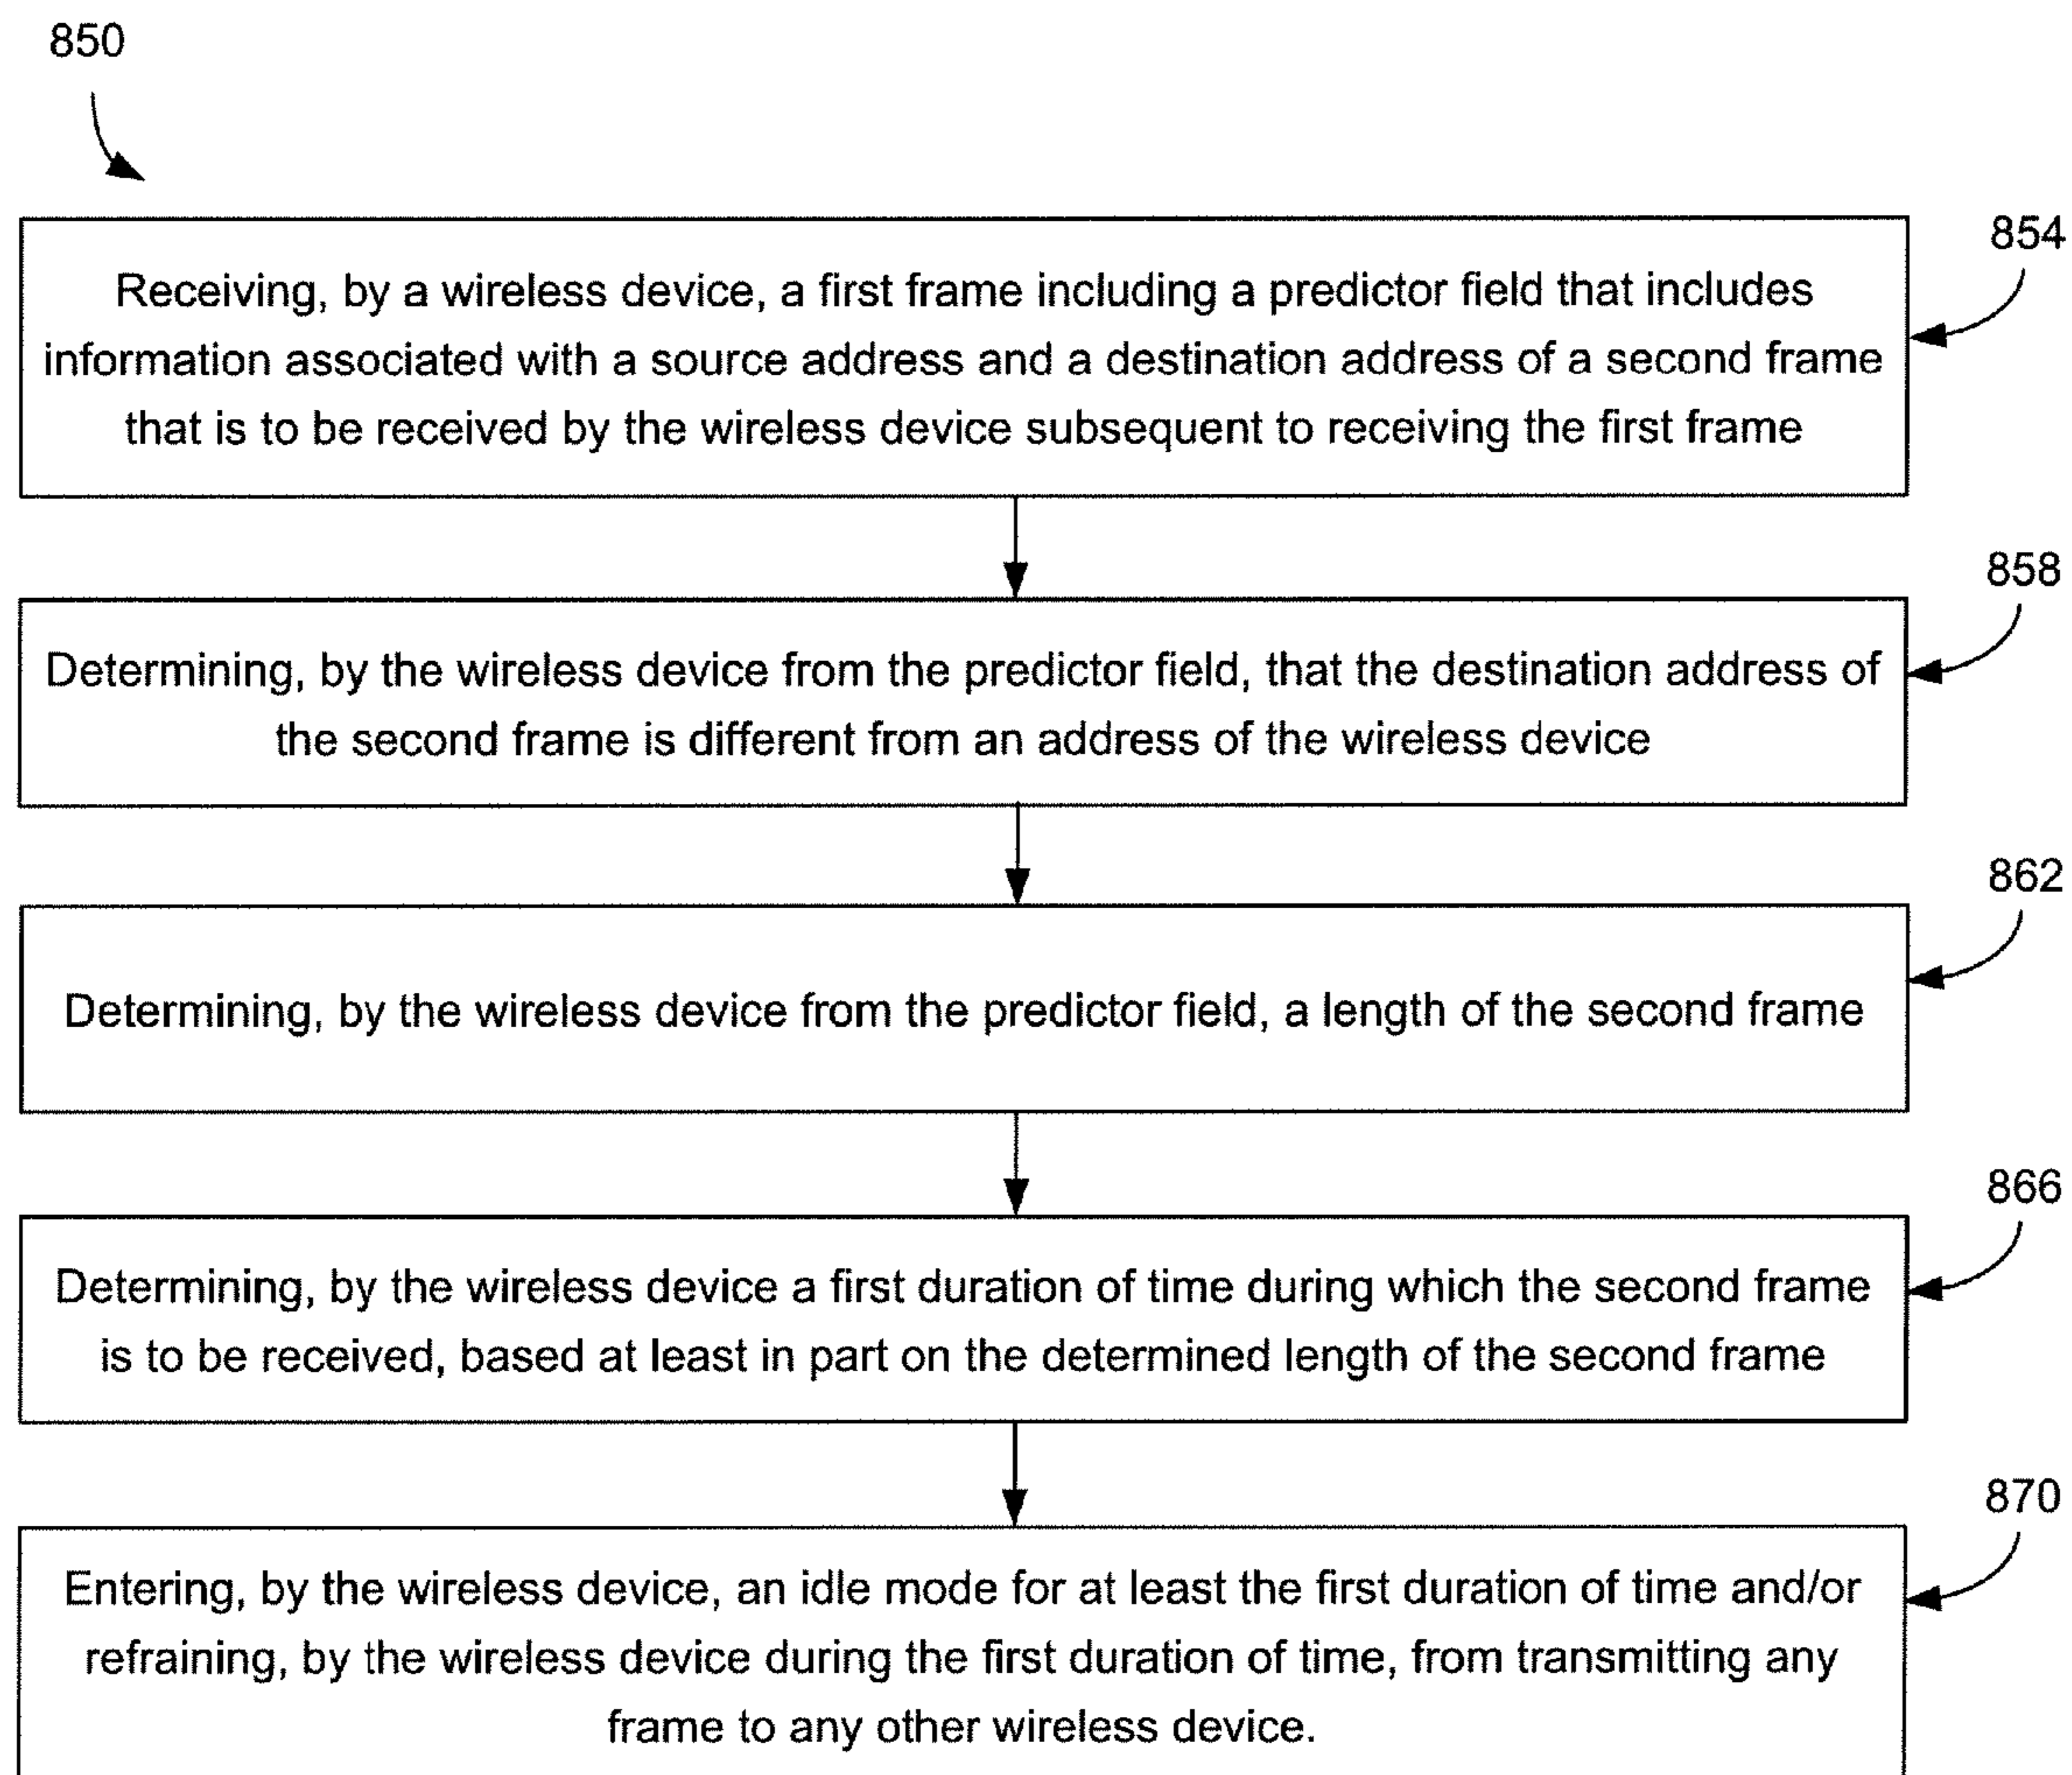 850
854
Receiving, by a wireless device, a first frame including a predictor field that includes
information associated with a source address and a destination address of a second frame
that is to be received by the wireless device subsequent to receiving the first frame
858
Determining, by the wireless device from the predictor field, that the destination address of
the second frame is different from an address of the wireless device
862
Determining, by the wireless device from the predictor field, a length of the second frame
866
Determining, by the wireless device a first duration of time during which the second frame
is to be received, based at least in part on the determined length of the second frame
870
Entering, by the wireless device, an idle mode for at least the first duration of time and/or
refraining, by the wireless device during the first duration of time, from transmitting any
frame to any other wireless device.